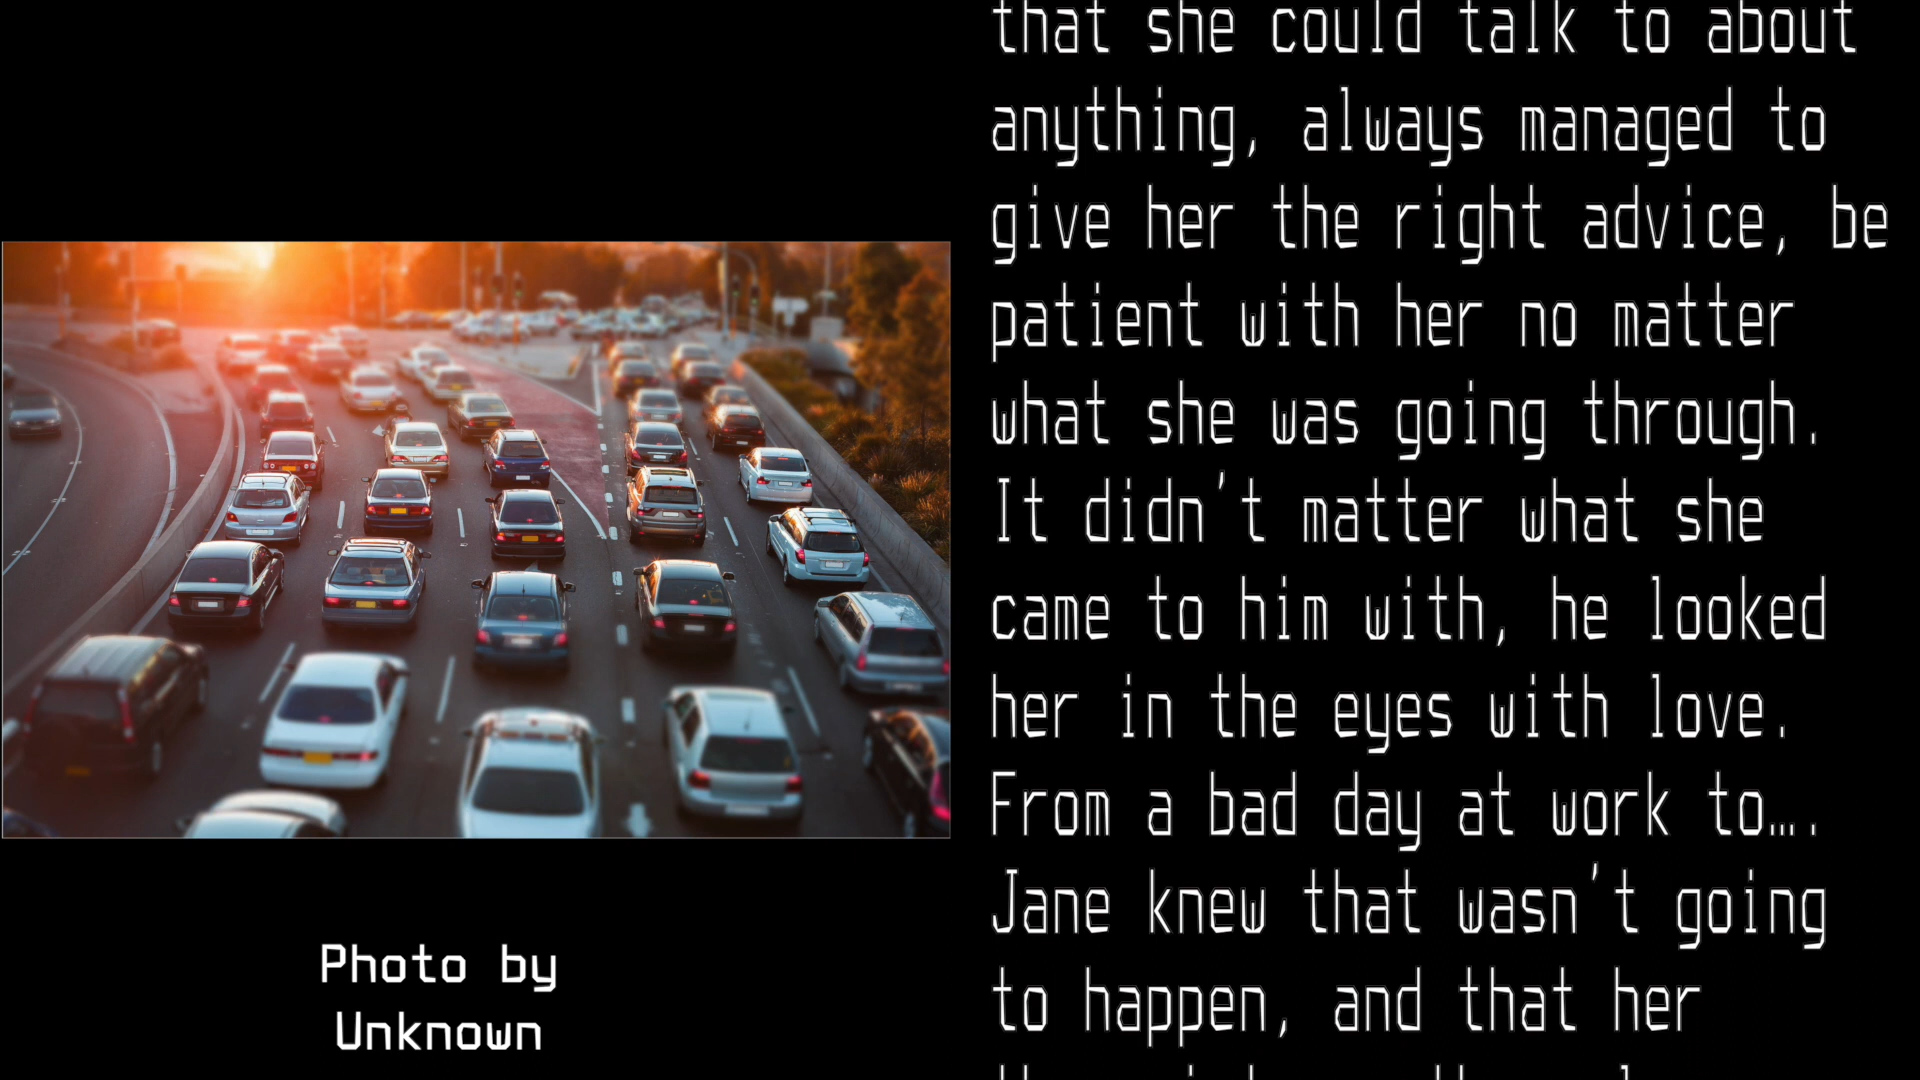 that she could talk to about
anything, always managed to
give her the right advice, be
patient with her no matter
what she was going through.
It didn't matter what she
came to him with, he looked
her in the eyes with love.
From a bad day at work to….
Jane knew that wasn't going
to happen, and that her
Photo by
Unknown